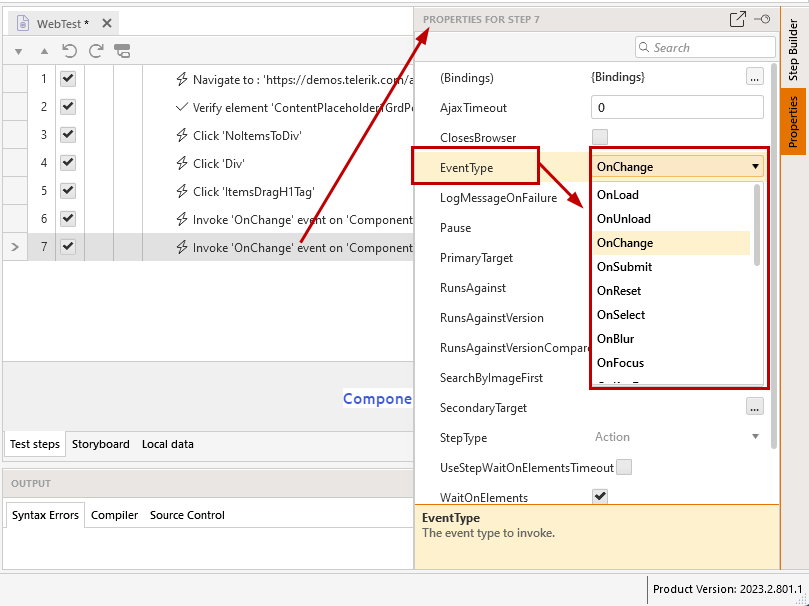 WebTest *
1 Navigate to : 'https://demos.telerik.com/a
2 Verify element 'ContentPlaceholder1GrdPe
3 Click 'NoItemsToDiv'
4 Click 'Div'
5 Click 'ItemsDragH1Tag'
6 Invoke 'OnChange' event on 'Component
7 Invoke 'OnChange' event on 'Component
Compone
Test steps Storyboard Local data
OUTPUT
Syntax Errors Compiler Source Control
PROPERTIES FOR STEP 7
Search
(Bindings) {Bindings} ...
AjaxTimeout 0
ClosesBrowser
EventType OnChange
OnLoad
OnUnload
OnChange
OnSubmit
OnReset
OnSelect
OnBlur
OnFocus
LogMessageOnFailure
Pause
PrimaryTarget
RunsAgainst
RunsAgainstVersion
RunsAgainstVersionCompare
SearchByImageFirst
SecondaryTarget ...
StepType Action
UseStepWaitOnElementsTimeout
WaitOnElements
EventType
The event type to invoke.
Step Builder
Properties
Product Version: 2023.2.801.1